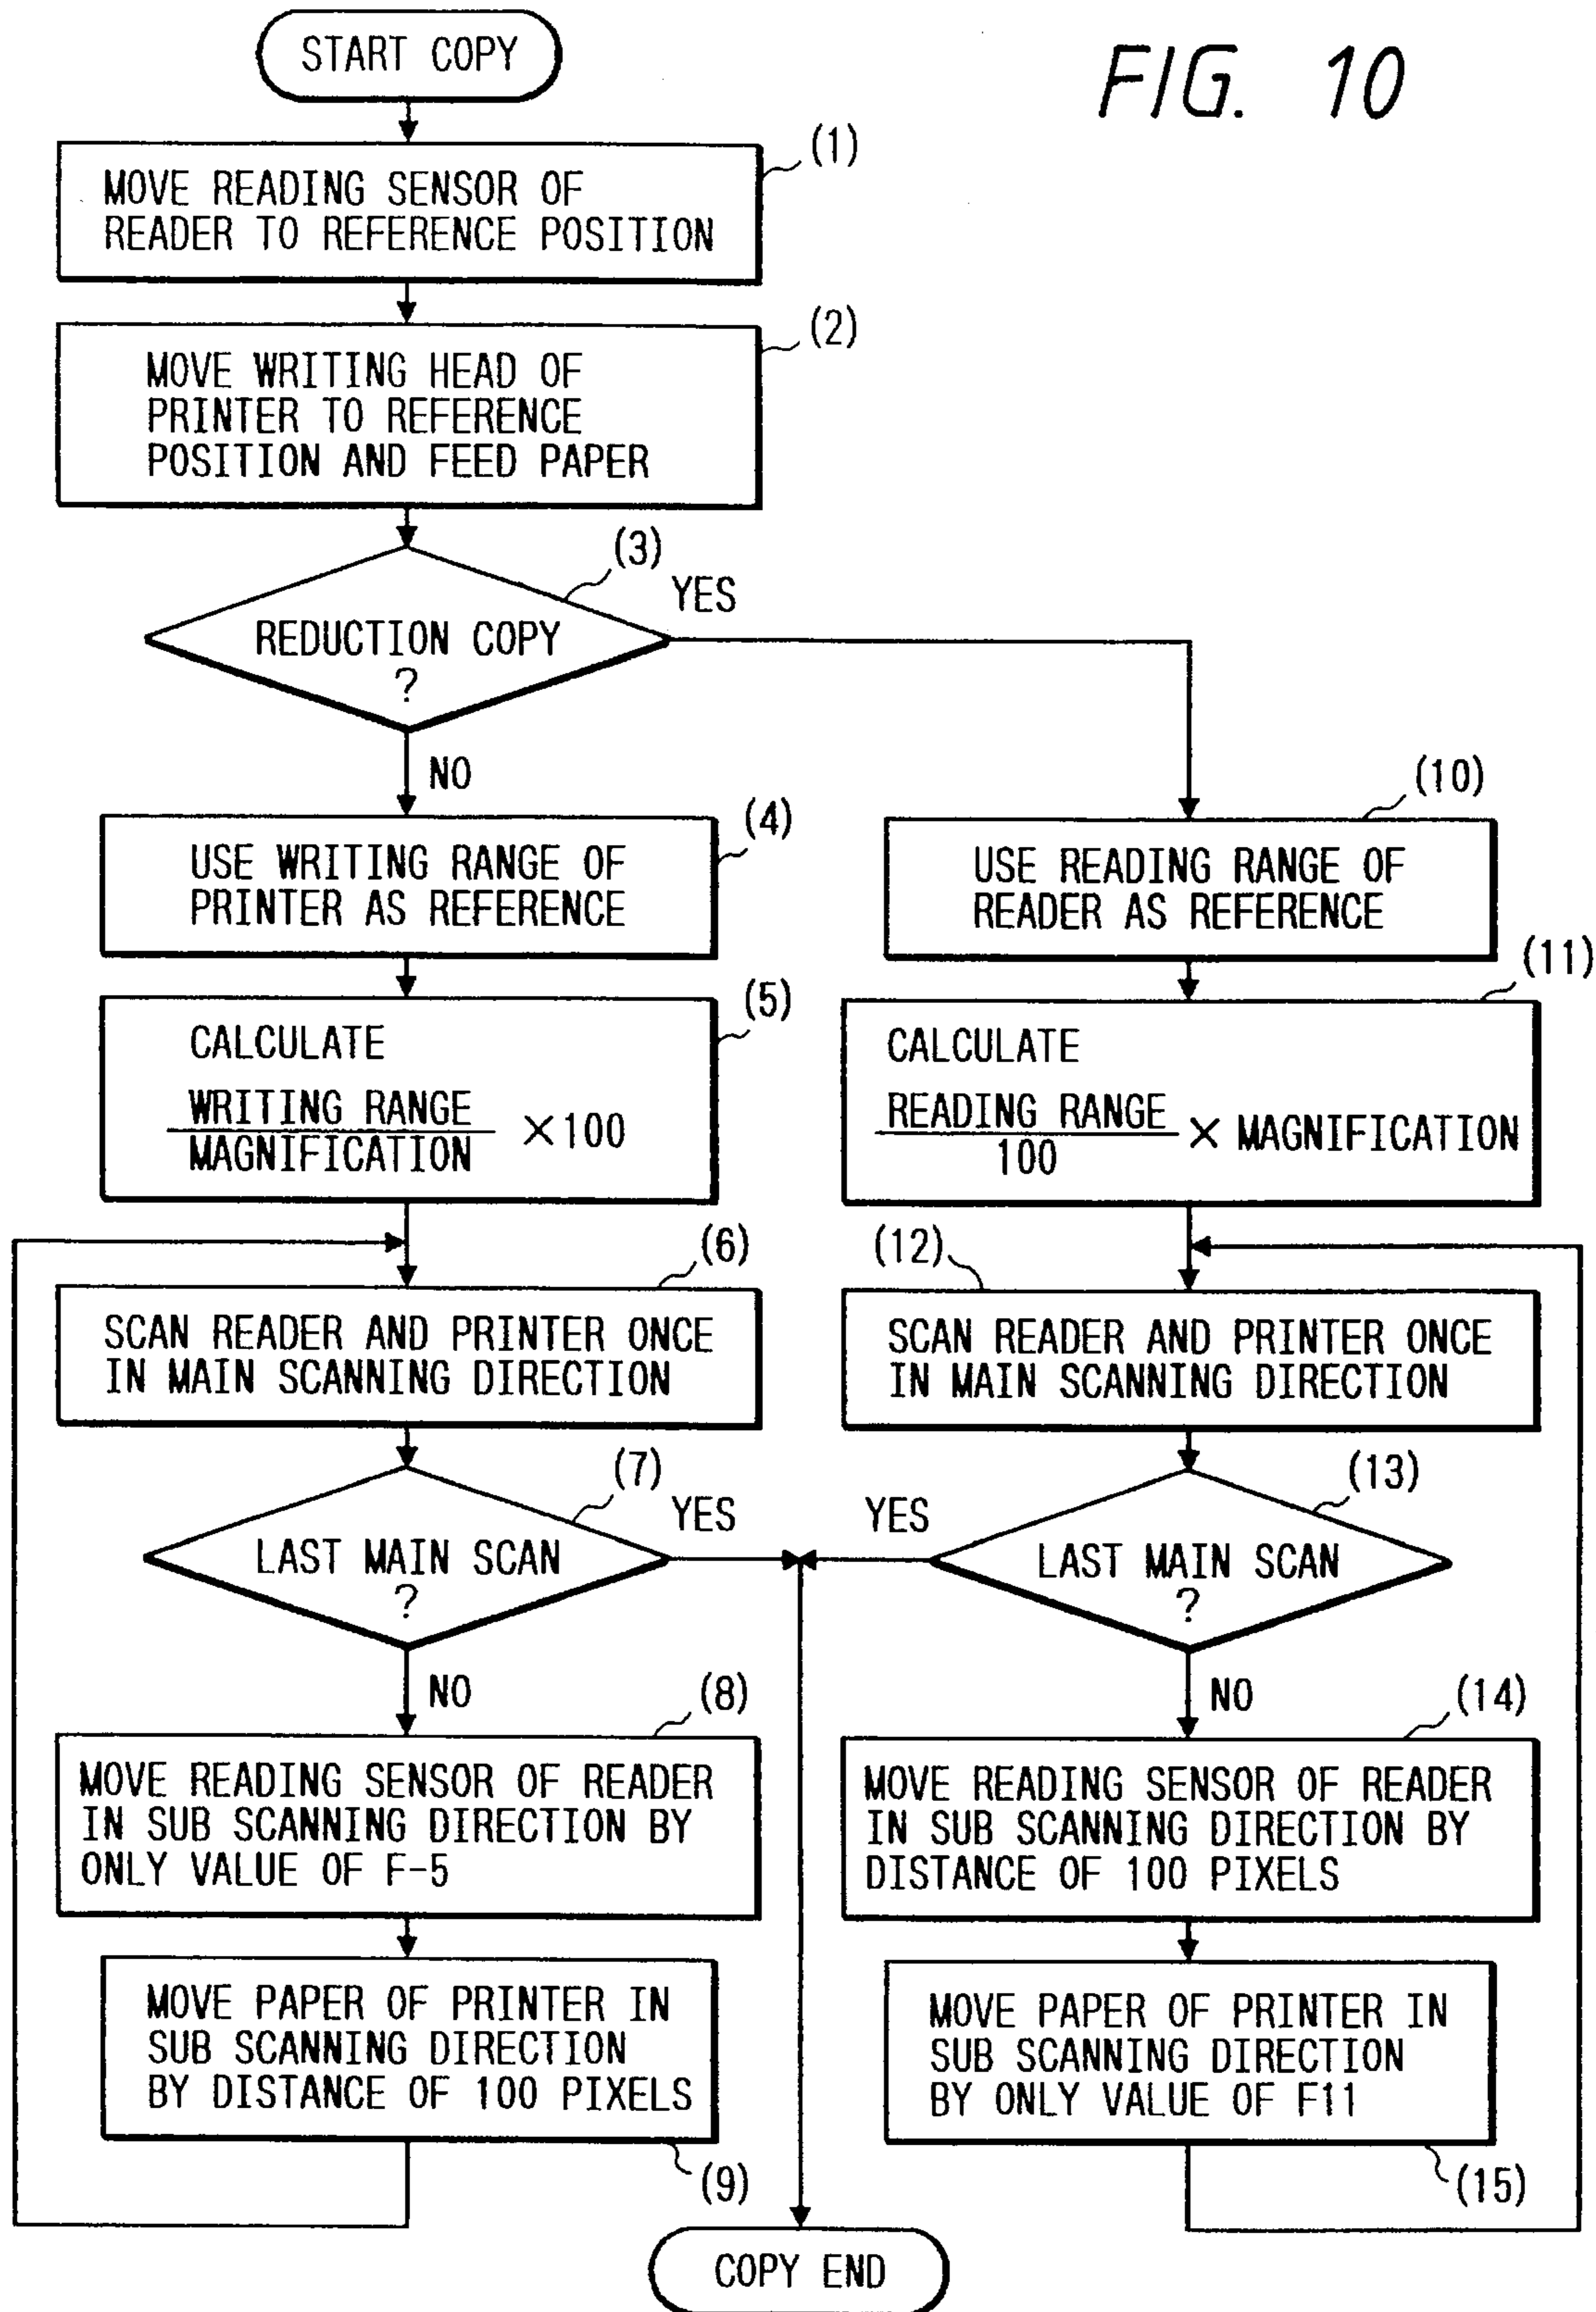 START COPY
FIG. 10
(1)
MOVE READING SENSOR OF
READER TO REFERENCE POSITION
(2)
MOVE WRITING HEAD OF
PRINTER TO REFERENCE
POSITION AND FEED PAPER
(3)
YES
REDUCTION COPY
?
NO
(4)
USE WRITING RANGE OF
PRINTER AS REFERENCE
(5)
CALCULATE
WRITING RANGE
MAGNIFICATION
×100
(6)
SCAN READER AND PRINTER ONCE
IN MAIN SCANNING DIRECTION
(7)
YES
LAST MAIN SCAN
?
NO
(8)
MOVE READING SENSOR OF READER
IN SUB SCANNING DIRECTION BY
ONLY VALUE OF F-5
MOVE PAPER OF PRINTER IN
SUB SCANNING DIRECTION
BY DISTANCE OF 100 PIXELS
(9)
(10)
USE READING RANGE OF
READER AS REFERENCE
(11)
CALCULATE
READING RANGE
100
× MAGNIFICATION
(12)
SCAN READER AND PRINTER ONCE
IN MAIN SCANNING DIRECTION
(13)
YES
LAST MAIN SCAN
?
NO
(14)
MOVE READING SENSOR OF READER
IN SUB SCANNING DIRECTION BY
DISTANCE OF 100 PIXELS
MOVE PAPER OF PRINTER IN
SUB SCANNING DIRECTION
BY ONLY VALUE OF F11
(15)
COPY END